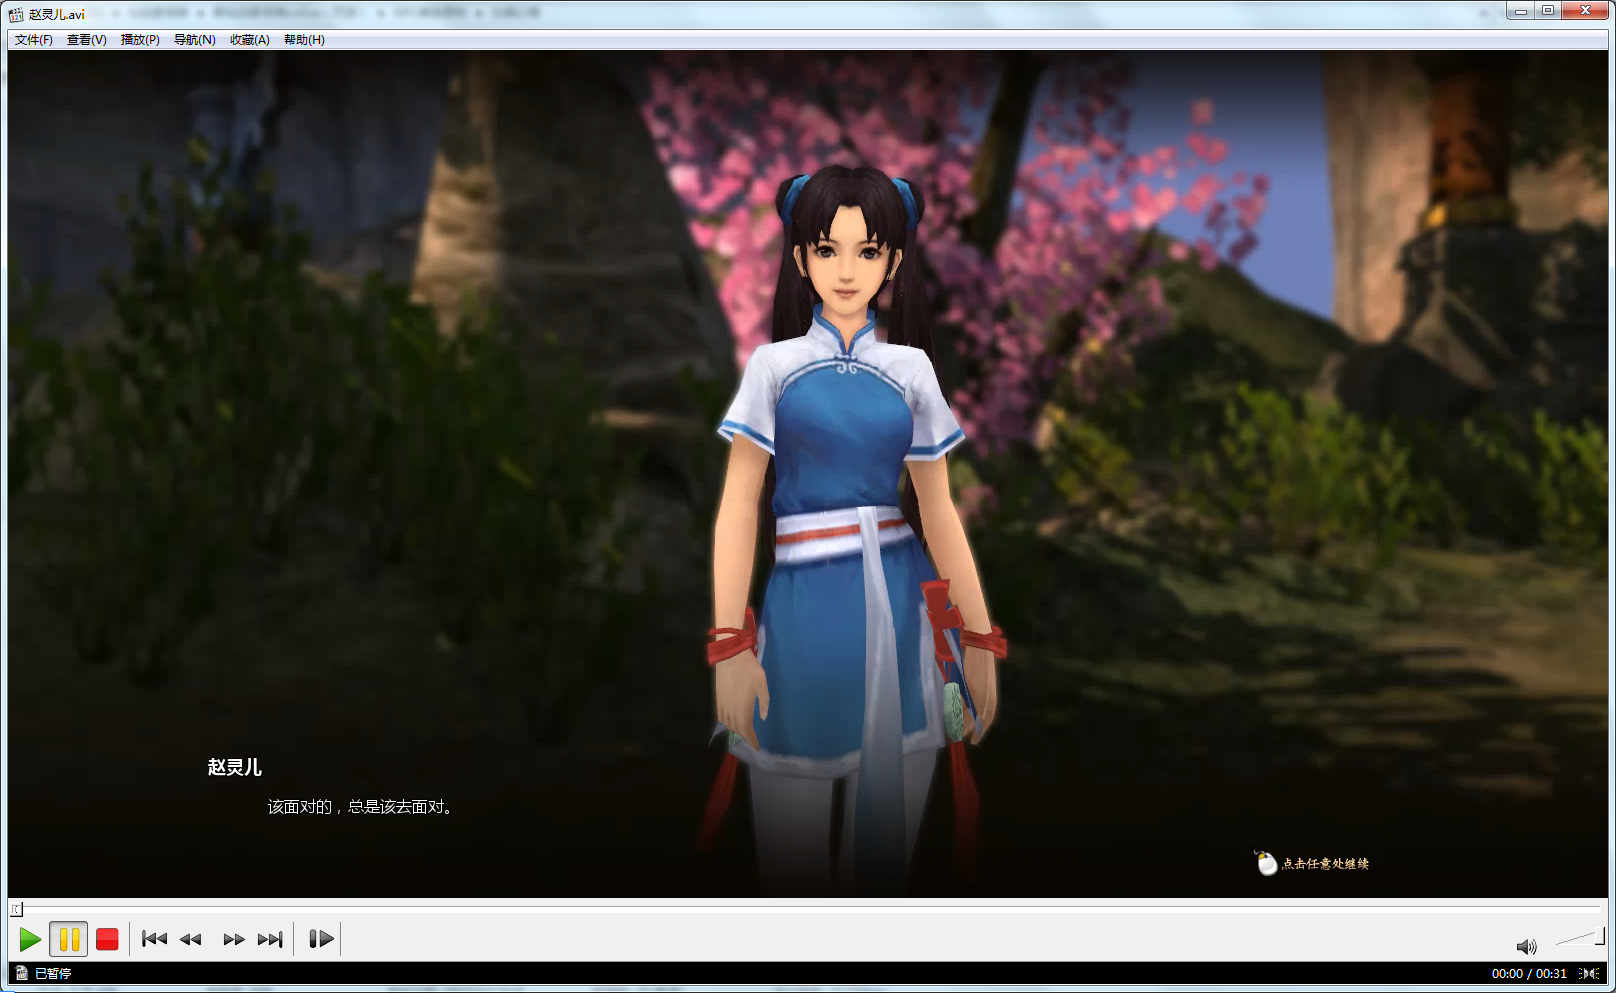 赵灵儿.avi
文件(F) 查看(V) 播放(P) 导航(N) 收藏(A) 帮助(H)
赵灵儿
该面对的，总是该去面对。
点击任意处继续
已暂停 00:00 / 00:31